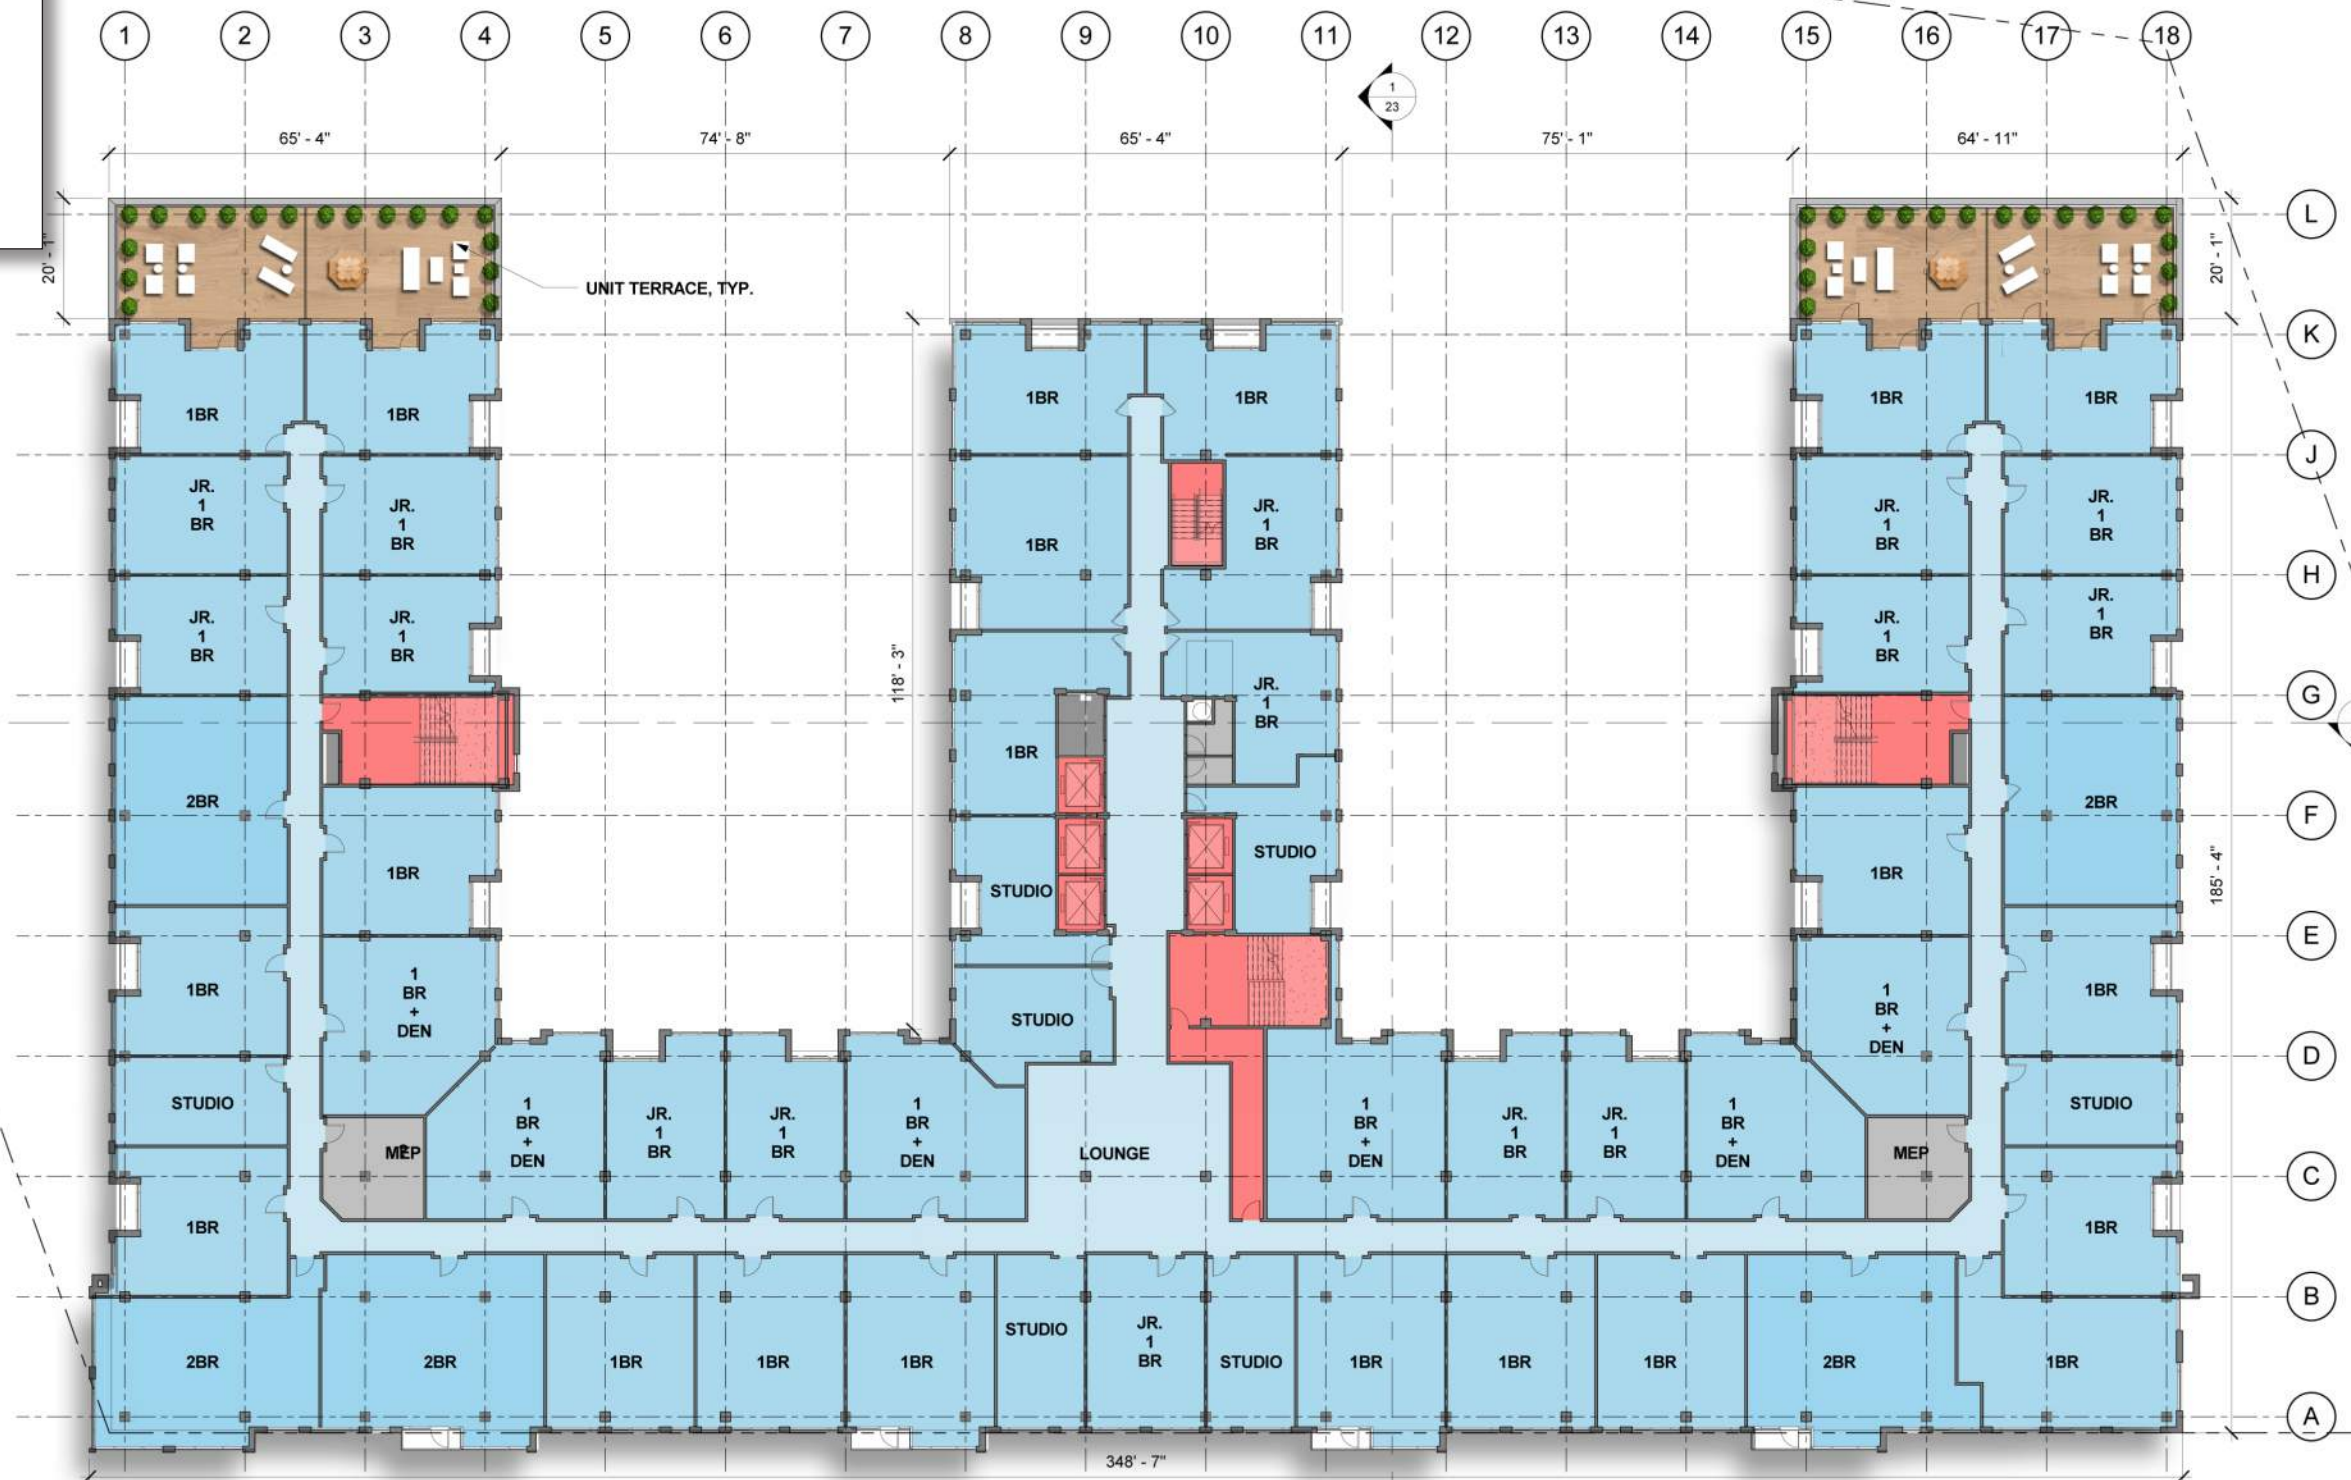 1 2 3 4 5 6 7 8 9 10 11 12 13 14 15 16 17 18
1
23
65' - 4" 74' - 8" 65' - 4" 75' - 1" 64' - 11"
L
20' - 1" 20' - 1"
UNIT TERRACE, TYP.
K
1BR 1BR 1BR 1BR 1BR 1BR
J
JR.
1
BR
JR.
1
BR
1BR
JR.
1
BR
JR.
1
BR
JR.
1
BR
H
JR.
1
BR
JR.
1
BR
JR.
1
BR
JR.
1
BR
118' - 3"
G
JR.
1
BR
1BR
2BR
2BR
F
1BR
STUDIO
STUDIO
1BR
185' - 4"
E
1BR
1
BR
+
DEN
STUDIO
1
BR
+
DEN
1BR
D
STUDIO
MEP
1
BR
+
DEN
JR.
1
BR
JR.
1
BR
1
BR
+
DEN
LOUNGE
1
BR
+
DEN
JR.
1
BR
JR.
1
BR
1
BR
+
DEN
MEP
STUDIO
C
1BR
1BR
B
2BR
2BR
1BR
1BR
1BR
STUDIO
JR.
1
BR
STUDIO
1BR
1BR
1BR
2BR
1BR
A
348' - 7"